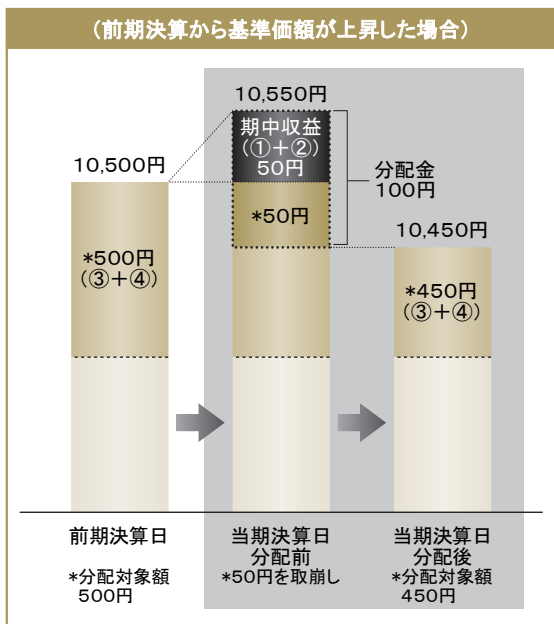 （前期決算から基準価額が上昇した場合）
10,550円
期中収益
（①＋②）
50円
分配金
100円
10,500円
*50円
10,450円
*500円
（③＋④）
*450円
（③＋④）
前期決算日
*分配対象額
500円
当期決算日
分配前
*50円を取崩し
当期決算日
分配後
*分配対象額
450円